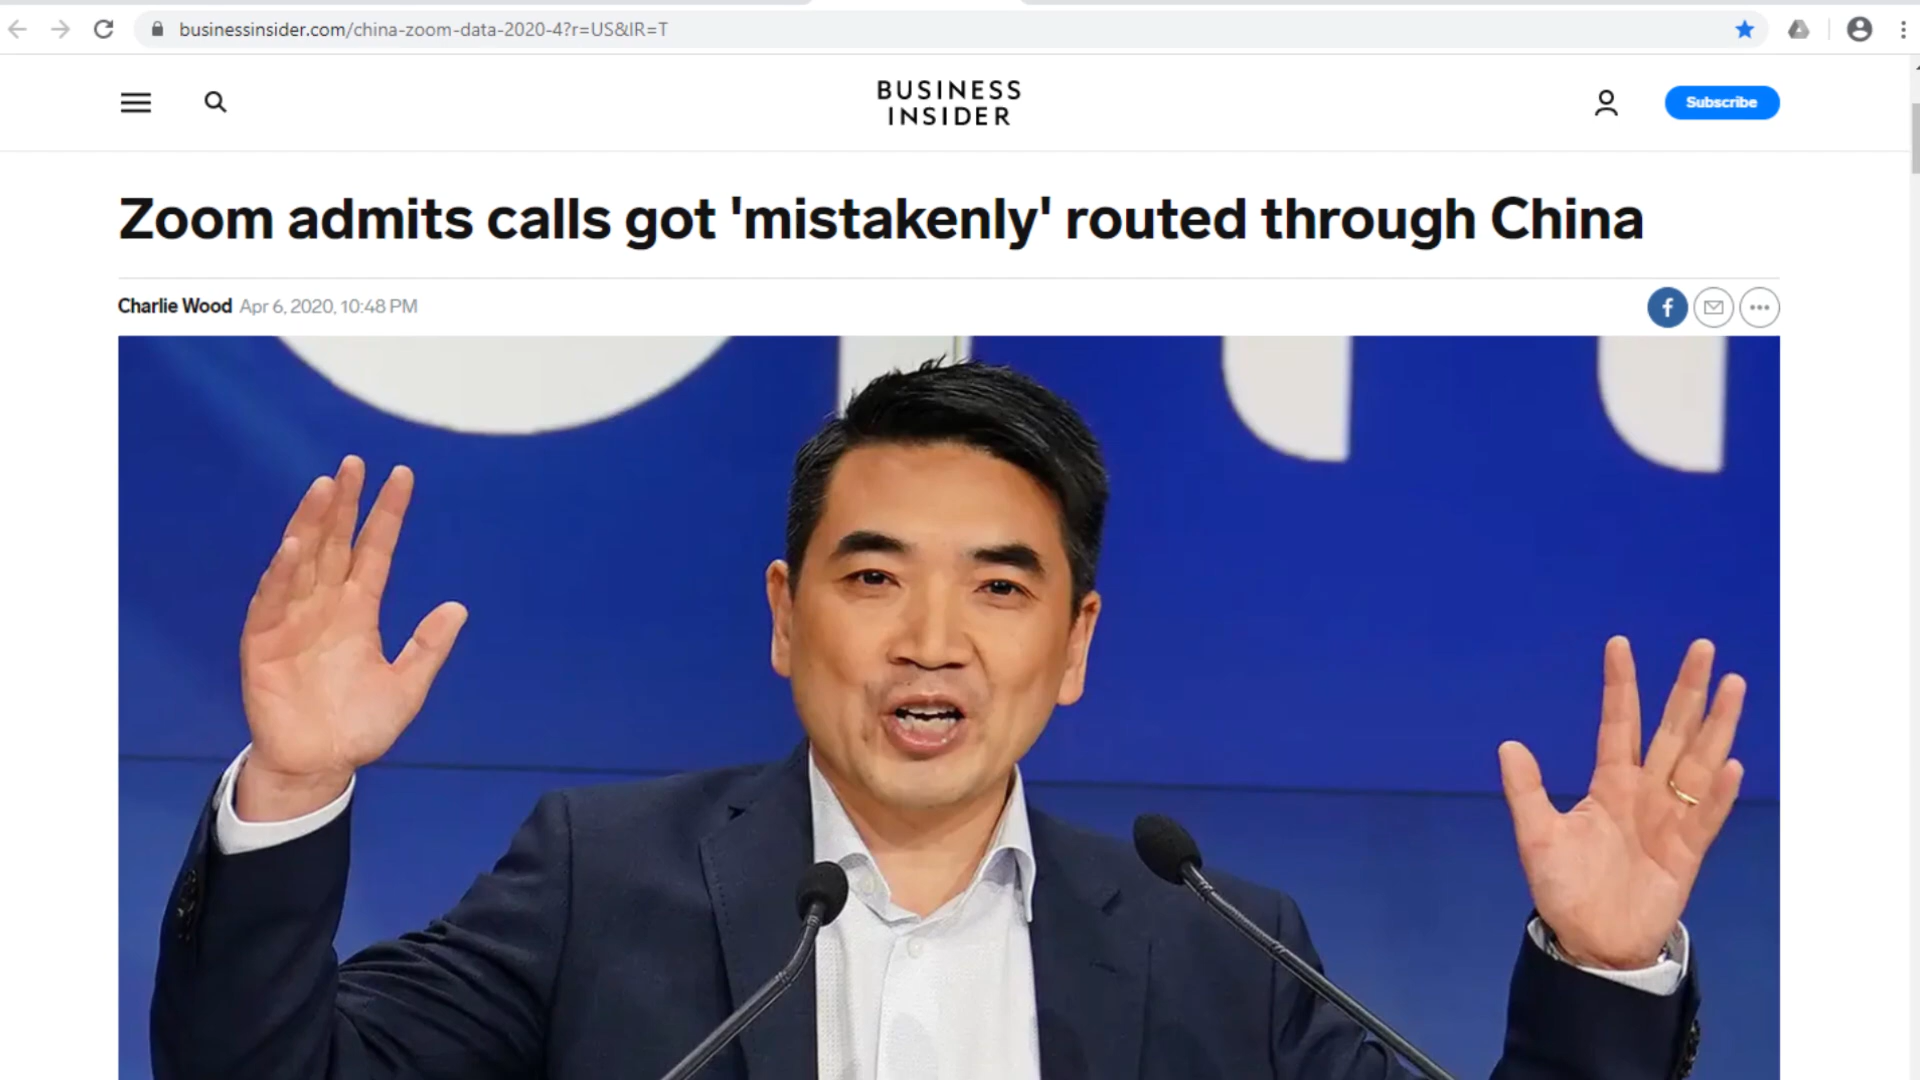 businessinsider.com/china-zoom-data-2020-4?r=US&IR=T
BUSINESS
INSIDER
Subscribe
Zoom admits calls got 'mistakenly' routed through China
Charlie Wood Apr 6, 2020, 10:48 PM
f